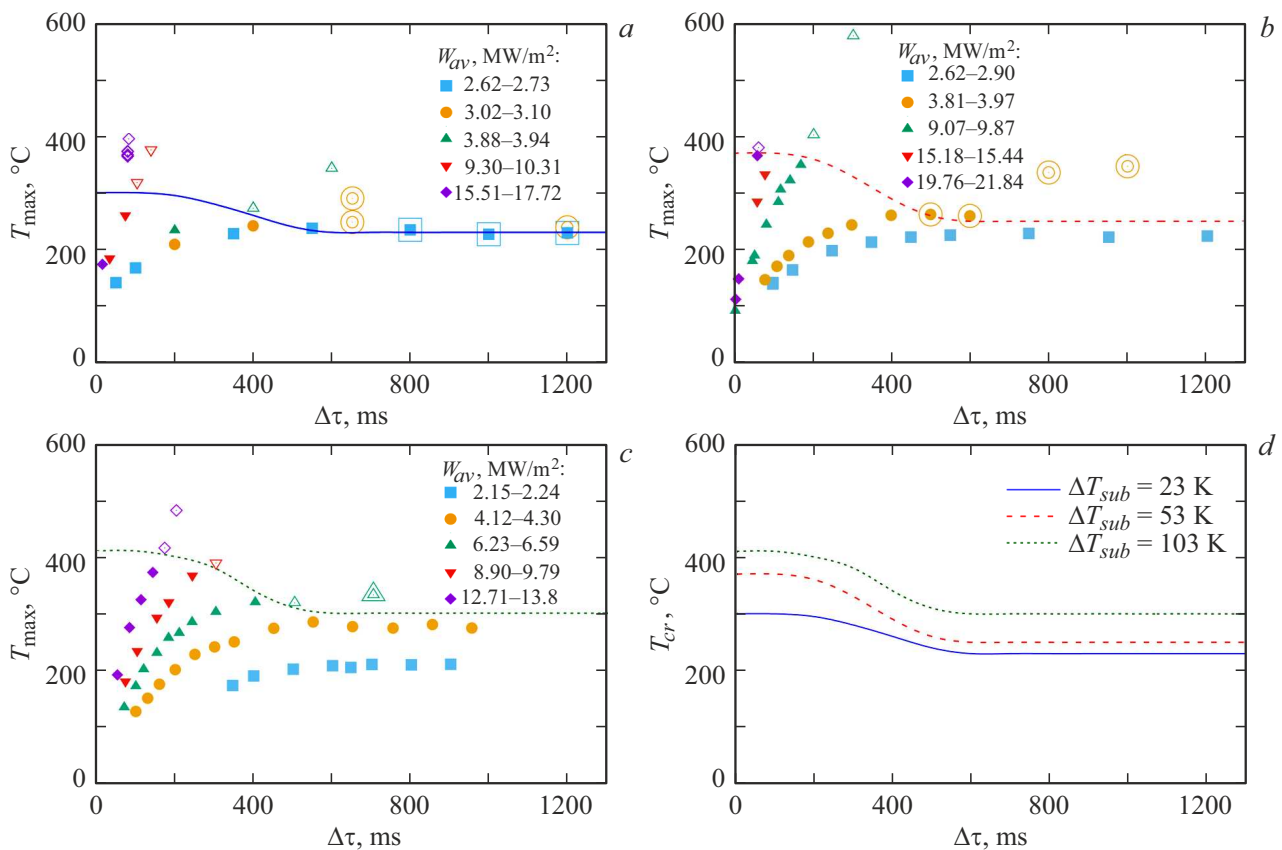 600
400
200
0
T_max, °C
a
W_av, MW/m²:
2.62–2.73
3.02–3.10
3.88–3.94
9.30–10.31
15.51–17.72
0 400 800 1200
Δτ, ms
600
400
200
0
T_max, °C
b
W_av, MW/m²:
2.62–2.90
3.81–3.97
9.07–9.87
15.18–15.44
19.76–21.84
0 400 800 1200
Δτ, ms
600
400
200
0
T_max, °C
c
W_av, MW/m²:
2.15–2.24
4.12–4.30
6.23–6.59
8.90–9.79
12.71–13.8
0 400 800 1200
Δτ, ms
600
400
200
0
T_cr, °C
d
ΔT_sub = 23 K
ΔT_sub = 53 K
ΔT_sub = 103 K
0 400 800 1200
Δτ, ms